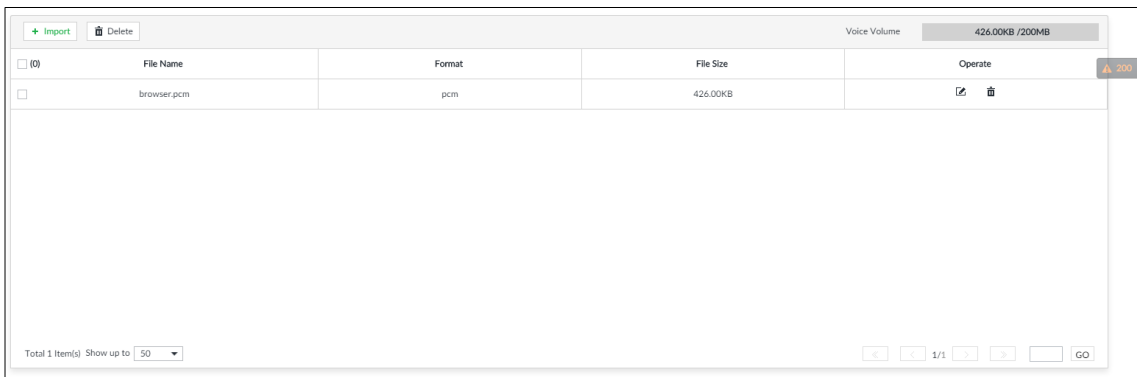 + Import Delete Voice Volume 426.00KB /200MB
(0) File Name Format File Size Operate
200
browser.pcm pcm 426.00KB
Total 1 Item(s) Show up to 50 1/1 GO